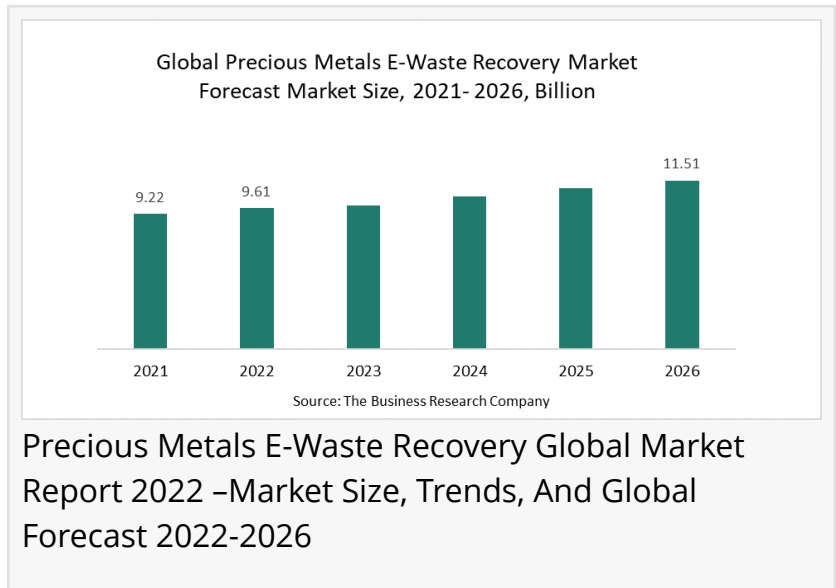 Global Precious Metals E-Waste Recovery Market
Forecast Market Size, 2021- 2026, Billion
9.22
9.61
11.51
2021
2022
2023
2024
2025
2026
Source: The Business Research Company
Precious Metals E-Waste Recovery Global Market
Report 2022 –Market Size, Trends, And Global
Forecast 2022-2026